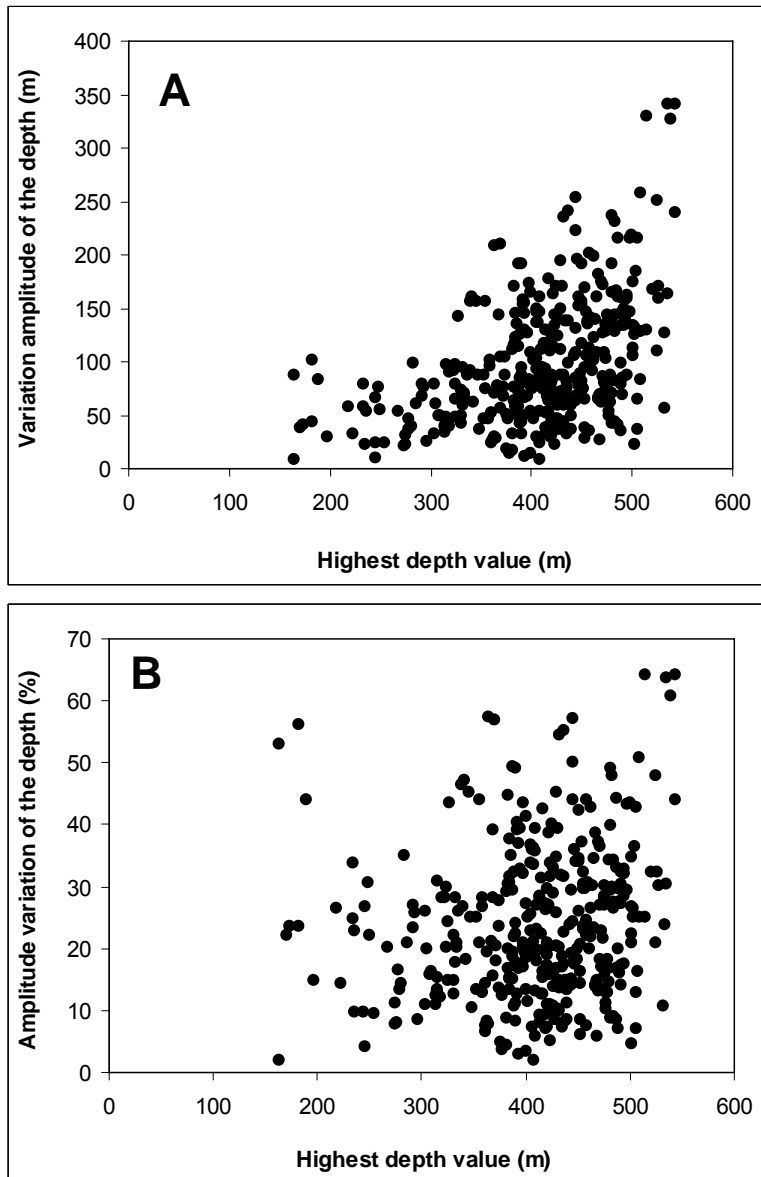 A
Variation amplitude of the depth (m)
400
350
300
250
200
150
100
50
0
0 100 200 300 400 500 600
Highest depth value (m)
B
Amplitude variation of the depth (%)
70
60
50
40
30
20
10
0
0 100 200 300 400 500 600
Highest depth value (m)